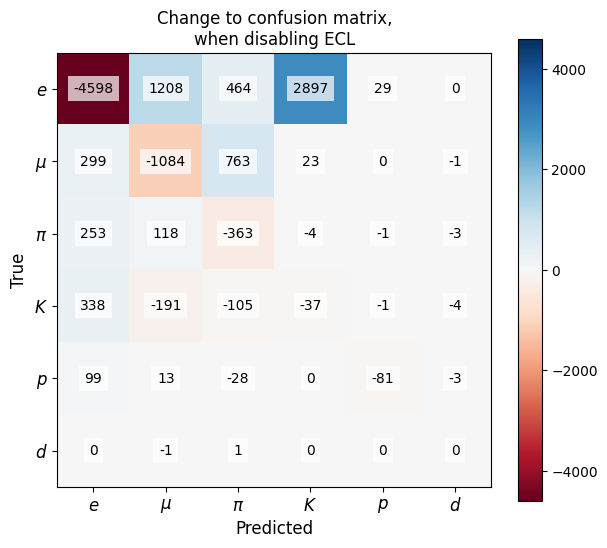 Change to confusion matrix,
when disabling ECL
e -4598 1208 464 2897 29 0
μ 299 -1084 763 23 0 -1
π 253 118 -363 -4 -1 -3
K 338 -191 -105 -37 -1 -4
p 99 13 -28 0 -81 -3
d 0 -1 1 0 0 0
e μ π K p d
Predicted
True
4000
2000
0
−2000
−4000